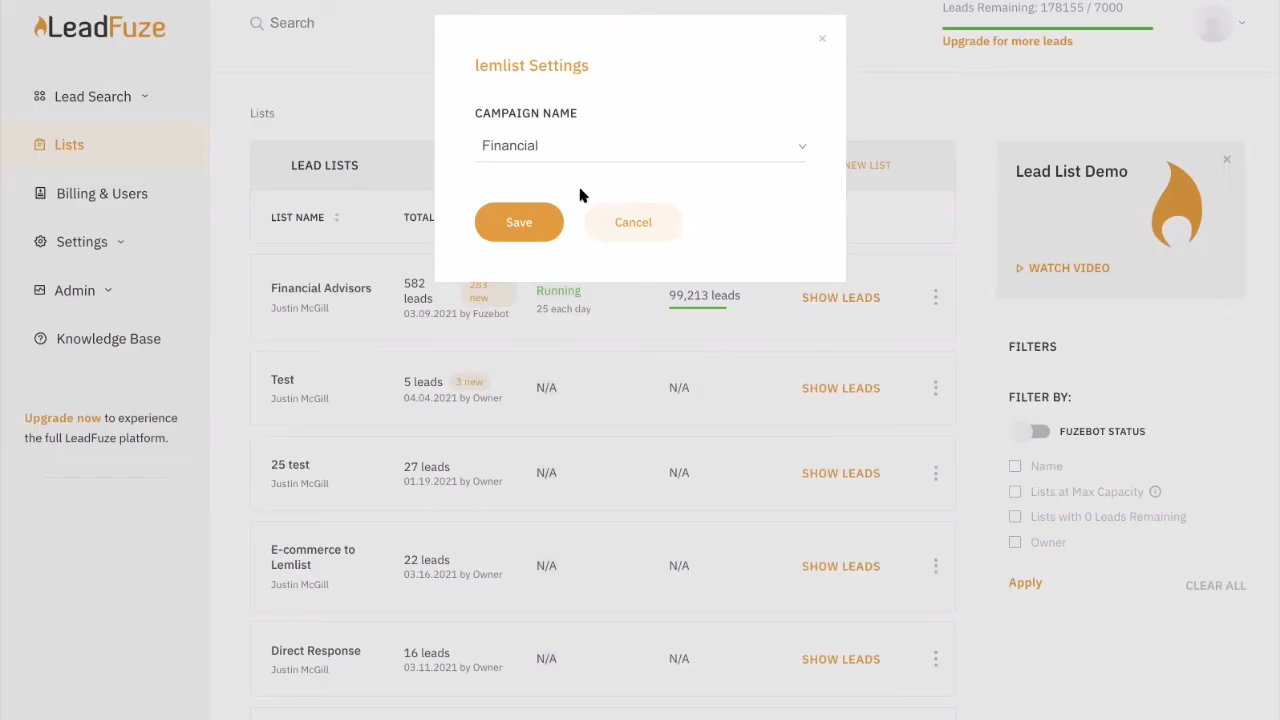 LeadFuze
Search
Leads Remaining: 178155 / 7000
Upgrade for more leads
Lead Search
Lists
Billing & Users
Settings
Admin
Knowledge Base
Upgrade now to experience
the full LeadFuze platform.
lemlist Settings
CAMPAIGN NAME
Financial
Save
Cancel
Lists
LEAD LISTS
NEW LIST
LIST NAME
TOTAL
Financial Advisors
Justin McGill
582
leads
283
new
03.09.2021 by Fuzebot
Running
25 each day
99,213 leads
SHOW LEADS
Test
Justin McGill
5 leads
3 new
04.04.2021 by Owner
N/A
N/A
SHOW LEADS
25 test
Justin McGill
27 leads
01.19.2021 by Owner
N/A
N/A
SHOW LEADS
E-commerce to
Lemlist
Justin McGill
22 leads
03.16.2021 by Owner
N/A
N/A
SHOW LEADS
Direct Response
Justin McGill
16 leads
03.11.2021 by Owner
N/A
N/A
SHOW LEADS
Lead List Demo
WATCH VIDEO
FILTERS
FILTER BY:
FUZEBOT STATUS
Name
Lists at Max Capacity
Lists with 0 Leads Remaining
Owner
Apply
CLEAR ALL